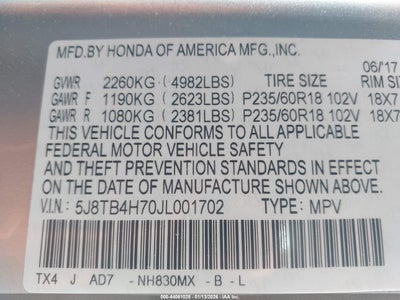 MFD.BY HONDA OF AMERICA MFG.,INC.
06/17
GVWR 2260KG (4982LBS) TIRE SIZE RIM SIZ
GAWR F 1190KG (2623LBS) P235/60R18 102V 18X7
GAWR R 1080KG (2381LBS) P235/60R18 102V 18X7
THIS VEHICLE CONFORMS TO ALL APPLICABLE
FEDERAL MOTOR VEHICLE SAFETY
AND THEFT PREVENTION STANDARDS IN EFFECT
ON THE DATE OF MANUFACTURE SHOWN ABOVE.
V.I.N.: 5J8TB4H70JL001702 TYPE: MPV
TX4 J AD7 -NH830MX -B -L